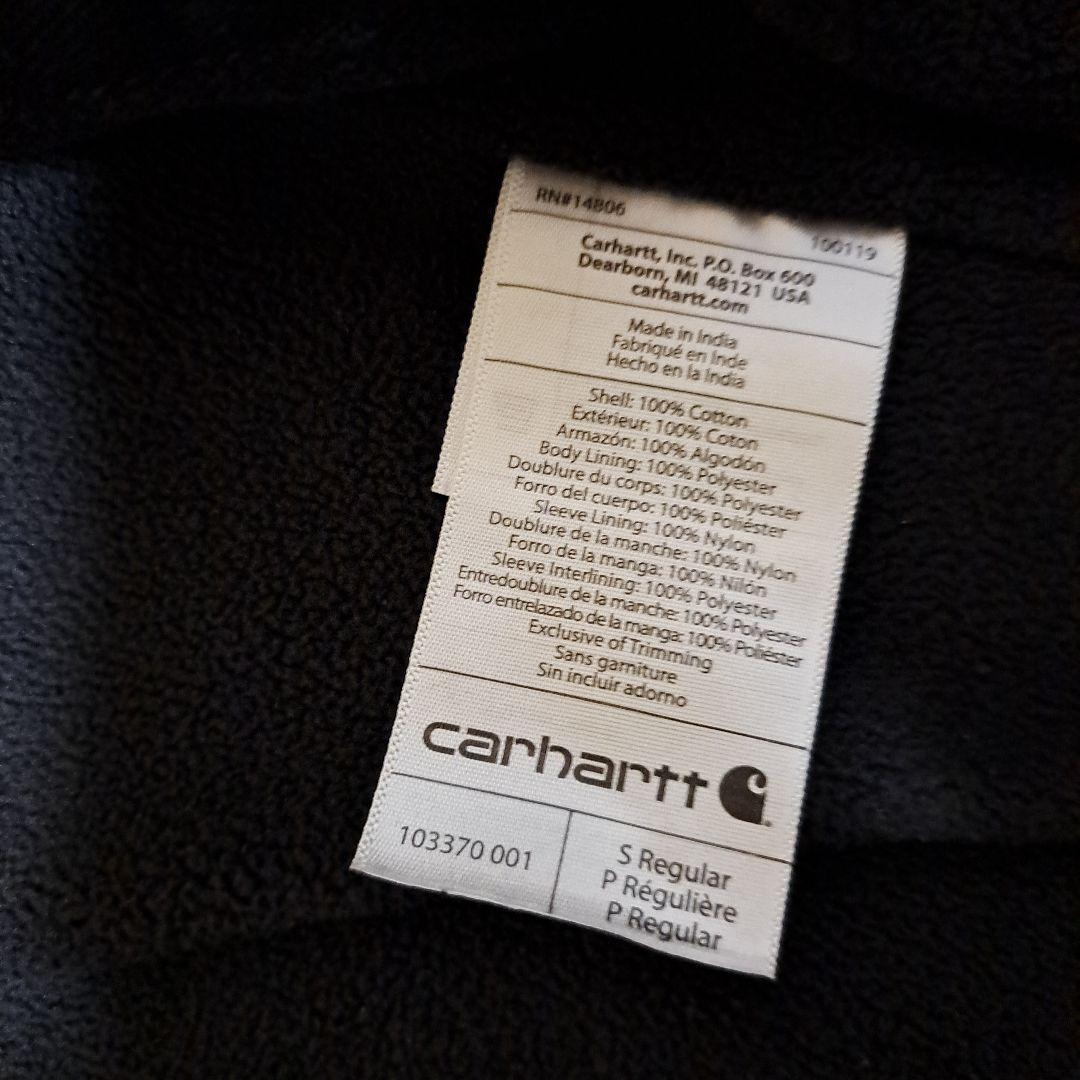 RN#14806
100119
Carhartt, Inc. P.O. Box 600
Dearborn, MI 48121 USA
carhartt.com
Made in India
Fabriqué en Inde
Hecho en la India
Shell: 100% Cotton
Extérieur: 100% Coton
Armazón: 100% Algodón
Body Lining: 100% Polyester
Doublure du corps: 100% Polyester
Forro del cuerpo: 100% Poliéster
Sleeve Lining: 100% Nylon
Doublure de la manche: 100% Nylon
Forro de la manga: 100% Nilón
Sleeve Interlining: 100% Polyester
Entredoublure de la manche: 100% Polyester
Forro entrelazado de la manga: 100% Poliéster
Exclusive of Trimming
Sans garniture
Sin incluir adorno
carhartt
103370 001
S Regular
P Régulière
P Regular